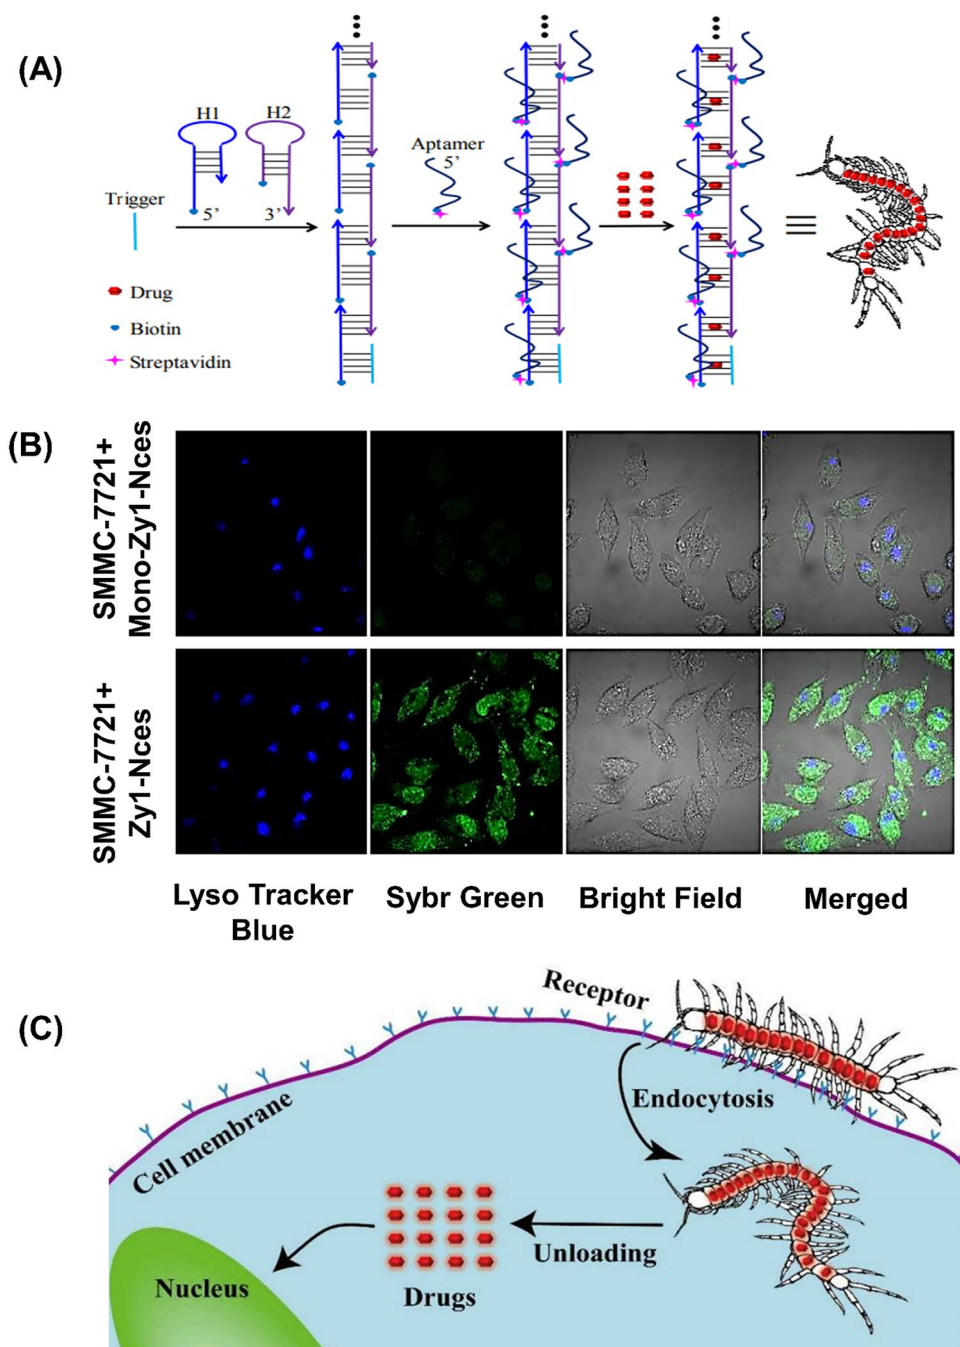 (A)
H1
H2
Aptamer
5'
Trigger
5'
3'
Drug
Biotin
Streptavidin
(B)
SMMC-7721+
Mono-Zy1-Nces
SMMC-7721+
Zy1-Nces
Lyso Tracker
Blue
Sybr Green
Bright Field
Merged
(C)
Receptor
Endocytosis
Cell membrane
Unloading
Nucleus
Drugs